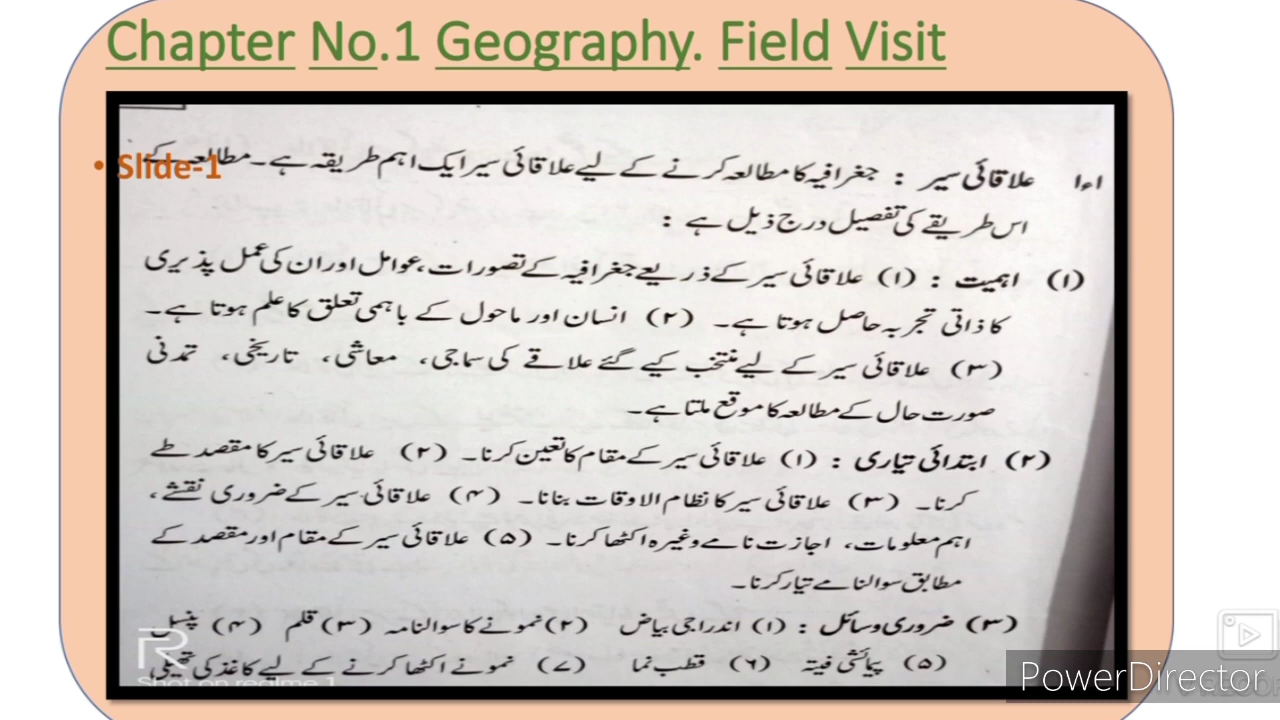 Chapter No.1 Geography. Field Visit
• Slide-1
۱ء۱ علاقائی سیر : جغرافیہ کا مطالعہ کرنے کے لیے علاقائی سیر ایک اہم طریقہ ہے۔ مطالعہ کے
اس طریقے کی تفصیل درج ذیل ہے :
(۱) اہمیت : (۱) علاقائی سیر کے ذریعے جغرافیہ کے تصورات، عوامل اور ان کی عمل پذیری
کا ذاتی تجربہ حاصل ہوتا ہے۔ (۲) انسان اور ماحول کے باہمی تعلق کا علم ہوتا ہے۔
(۳) علاقائی سیر کے لیے منتخب کیے گئے علاقے کی سماجی، معاشی، تاریخی، تمدنی
صورت حال کے مطالعہ کا موقع ملتا ہے۔
(۲) ابتدائی تیاری : (۱) علاقائی سیر کے مقام کا تعین کرنا۔ (۲) علاقائی سیر کا مقصد طے
کرنا۔ (۳) علاقائی سیر کا نظام الاوقات بنانا۔ (۴) علاقائی سیر کے ضروری نقشے،
اہم معلومات، اجازت نامے وغیرہ اکٹھا کرنا۔ (۵) علاقائی سیر کے مقام اور مقصد کے
مطابق سوالنامے تیار کرنا۔
(۳) ضروری وسائل : (۱) اندراجی بیاض (۲) نمونے کا سوالنامہ (۳) قلم (۴) پنسل
(۵) پیمائشی فیتہ (۶) قطب نما (۷) نمونے اکٹھا کرنے کے لیے کاغذ کی تھیلی
R
Shot on realme 1
PowerDirector